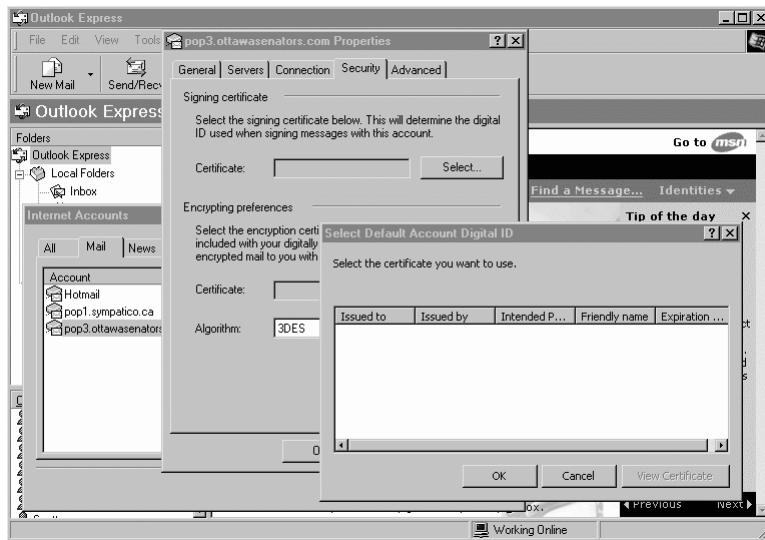 Outlook Express
File Edit View Tools
New Mail
Send/Recv
Outlook Express
Folders
Outlook Express
Local Folders
Inbox
Internet Accounts
All Mail News
Account
Hotmail
pop1.sympatico.ca
pop3.ottawasenators
pop3.ottawasenators.com Properties
General Servers Connection Security Advanced
Signing certificate
Select the signing certificate below. This will determine the digital
ID used when signing messages with this account.
Certificate:
Select...
Encrypting preferences
Select the encryption certi
included with your digitally
encrypted mail to you with
Certificate:
Algorithm: 3DES
O
Go to msn
Find a Message... Identities
Tip of the day X
Select Default Account Digital ID
Select the certificate you want to use.
Issued to Issued by Intended P... Friendly name Expiration ...
OK Cancel View Certificate
Previous Next
ox.
Working Online